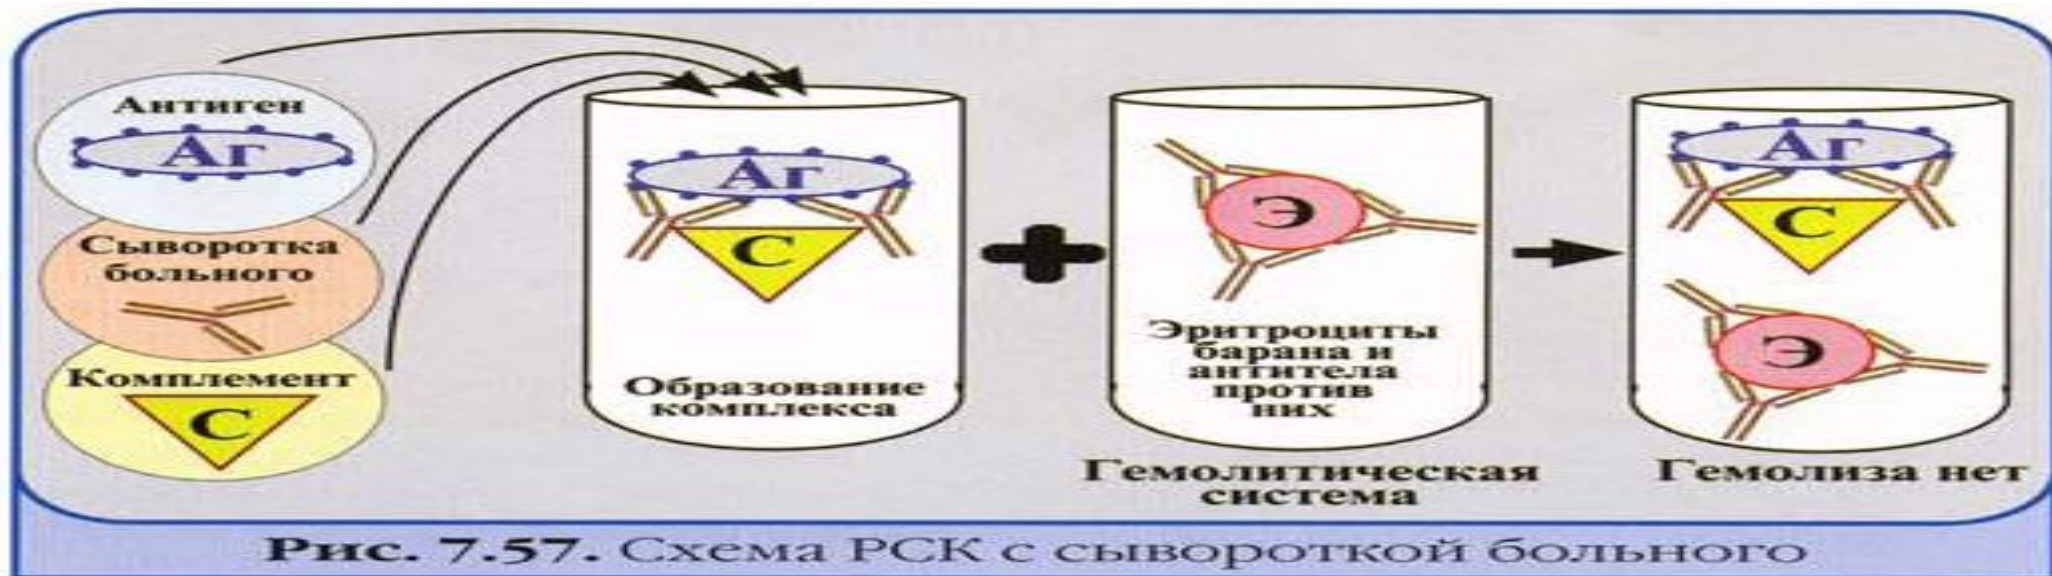 Антиген
Аг
Сыворотка
больного
Комплемент
С
Аг
С
Образование
комплекса
Э
Эритроциты
барана и
антитела
против
них
Гемолитическая
система
Аг
С
Э
Гемолиза нет
Рис. 7.57. Схема РСК с сывороткой больного